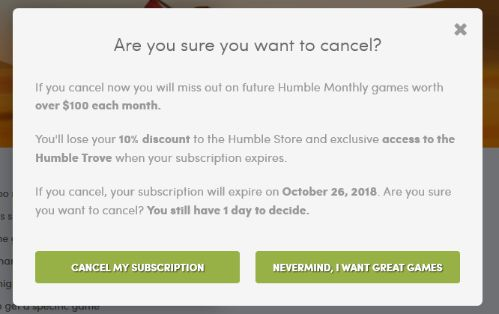 Are you sure you want to cancel?
If you cancel now you will miss out on future Humble Monthly games worth
over $100 each month.
You'll lose your 10% discount to the Humble Store and exclusive access to the
Humble Trove when your subscription expires.
If you cancel, your subscription will expire on October 26, 2018. Are you sure
you want to cancel? You still have 1 day to decide.
CANCEL MY SUBSCRIPTION
NEVERMIND, I WANT GREAT GAMES
get a specific game